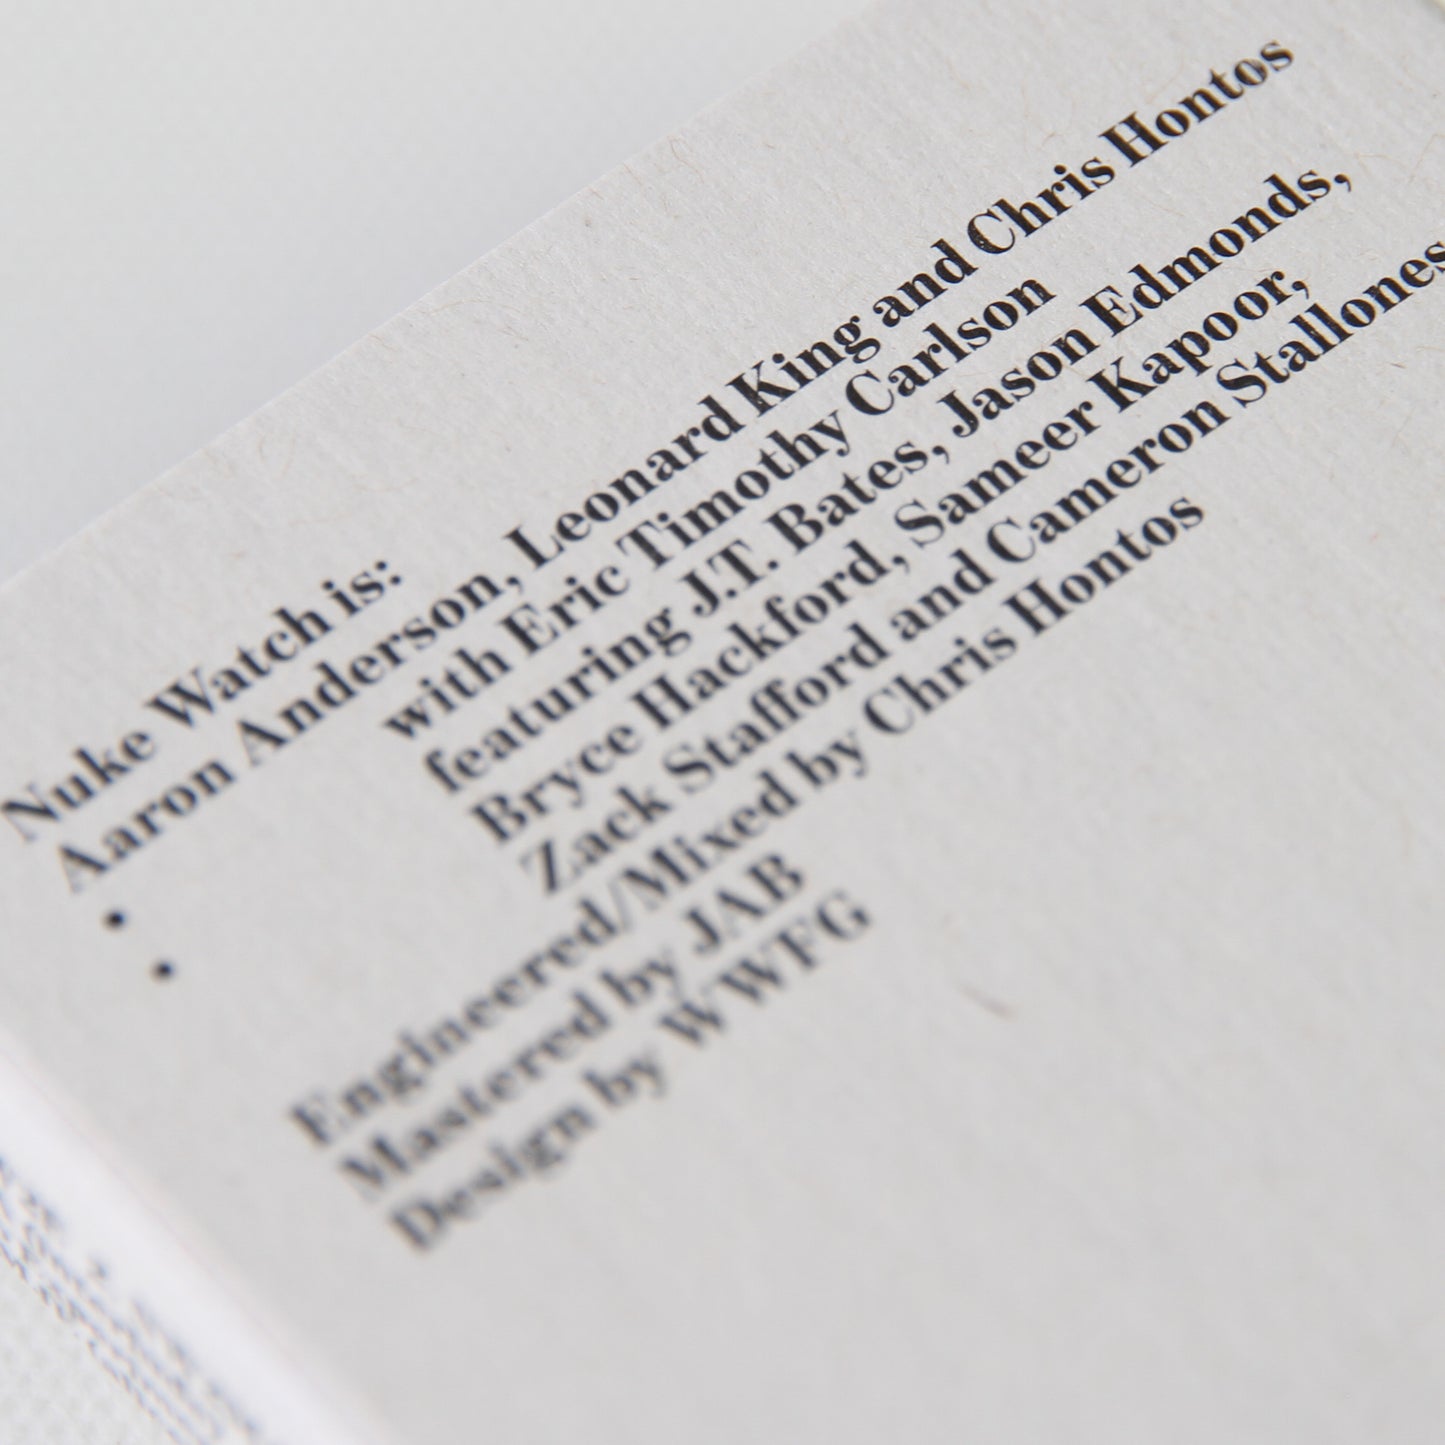 Nuke Watch is:
Aaron Anderson, Leonard King and Chris Hontos
• with Eric Timothy Carlson
• featuring J.T. Bates, Jason Edmonds,
Bryce Hackford, Sameer Kapoor,
Zack Stafford and Cameron Stallones
Engineered/Mixed by Chris Hontos
Mastered by JAB
Design by WWFG